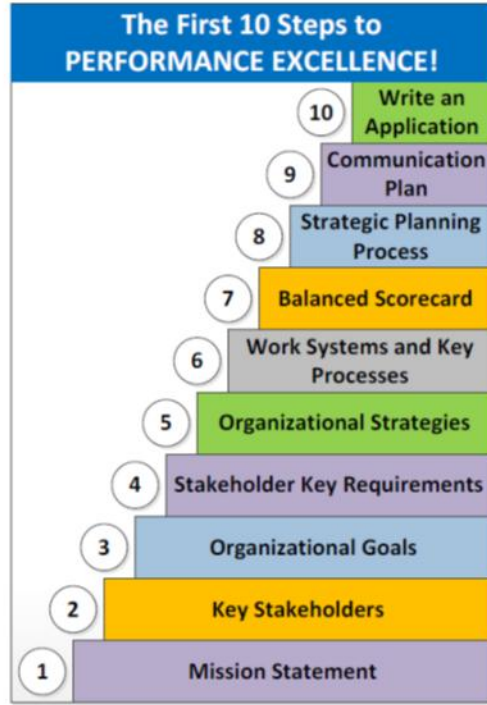 The First 10 Steps to
PERFORMANCE EXCELLENCE!
10
Write an
Application
9
Communication
Plan
8
Strategic Planning
Process
7
Balanced Scorecard
6
Work Systems and Key
Processes
5
Organizational Strategies
4
Stakeholder Key Requirements
3
Organizational Goals
2
Key Stakeholders
1
Mission Statement